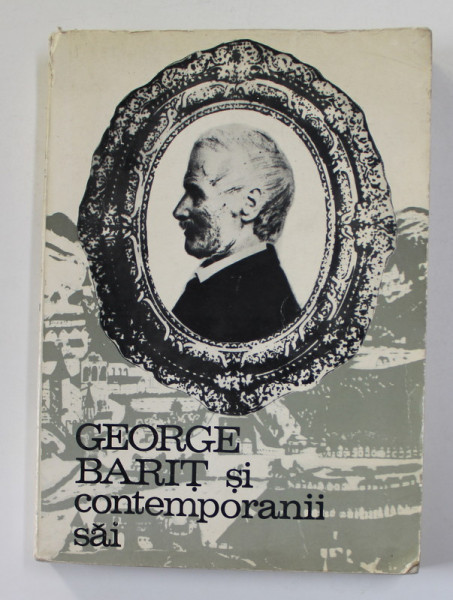 GEORGE
BARIȚ și
contemporanii
săi